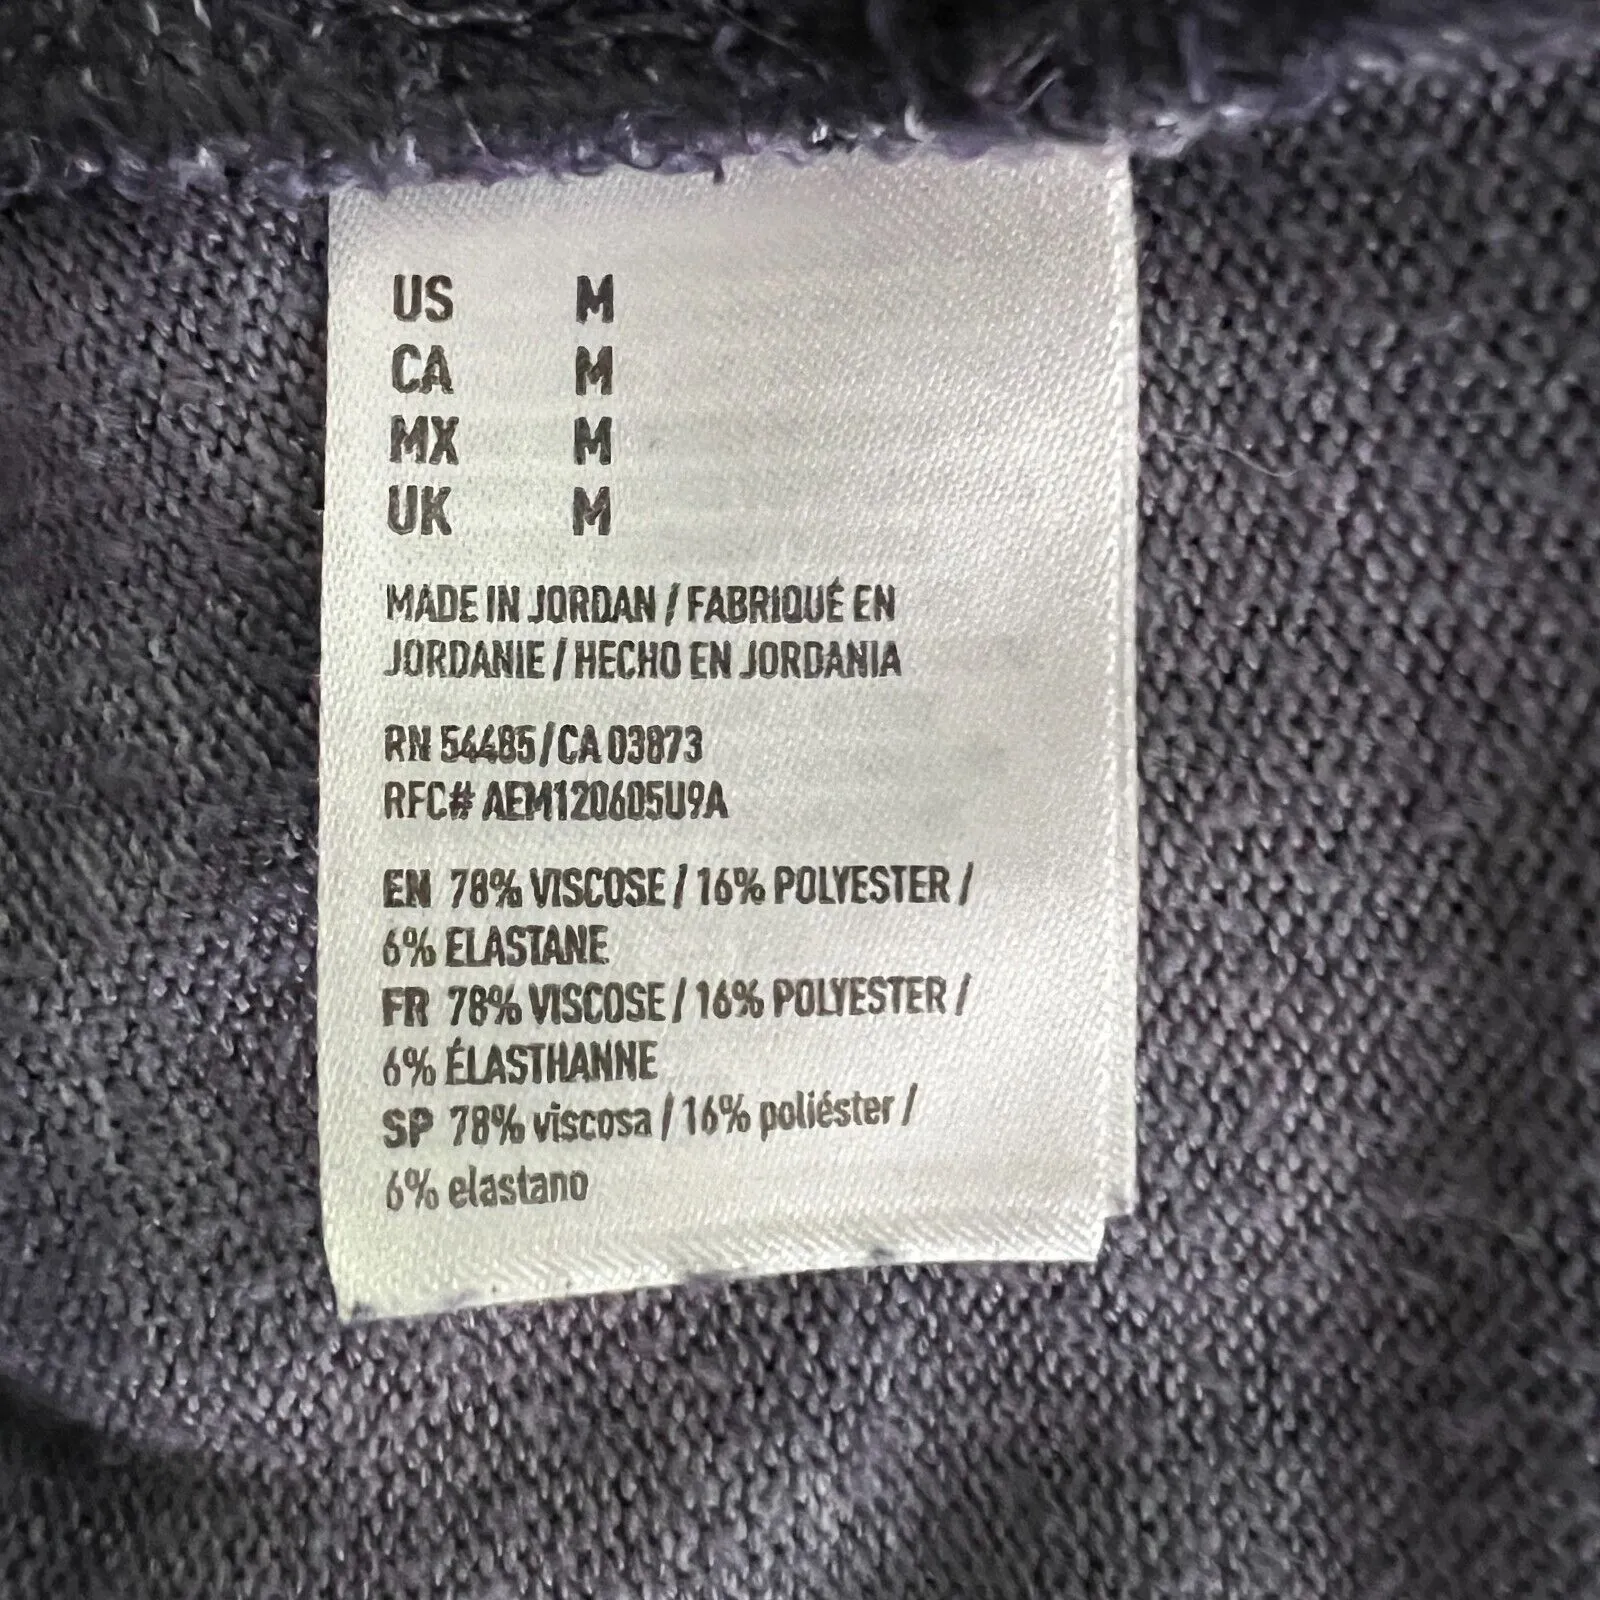 US M
CA M
MX M
UK M
MADE IN JORDAN / FABRIQUÉ EN
JORDANIE / HECHO EN JORDANIA
RN 54485/CA 03873
RFC# AEM120605U9A
EN 78% VISCOSE / 16% POLYESTER /
6% ELASTANE
FR 78% VISCOSE / 16% POLYESTER /
6% ÉLASTHANNE
SP 78% viscosa / 16% poliéster /
6% elastano